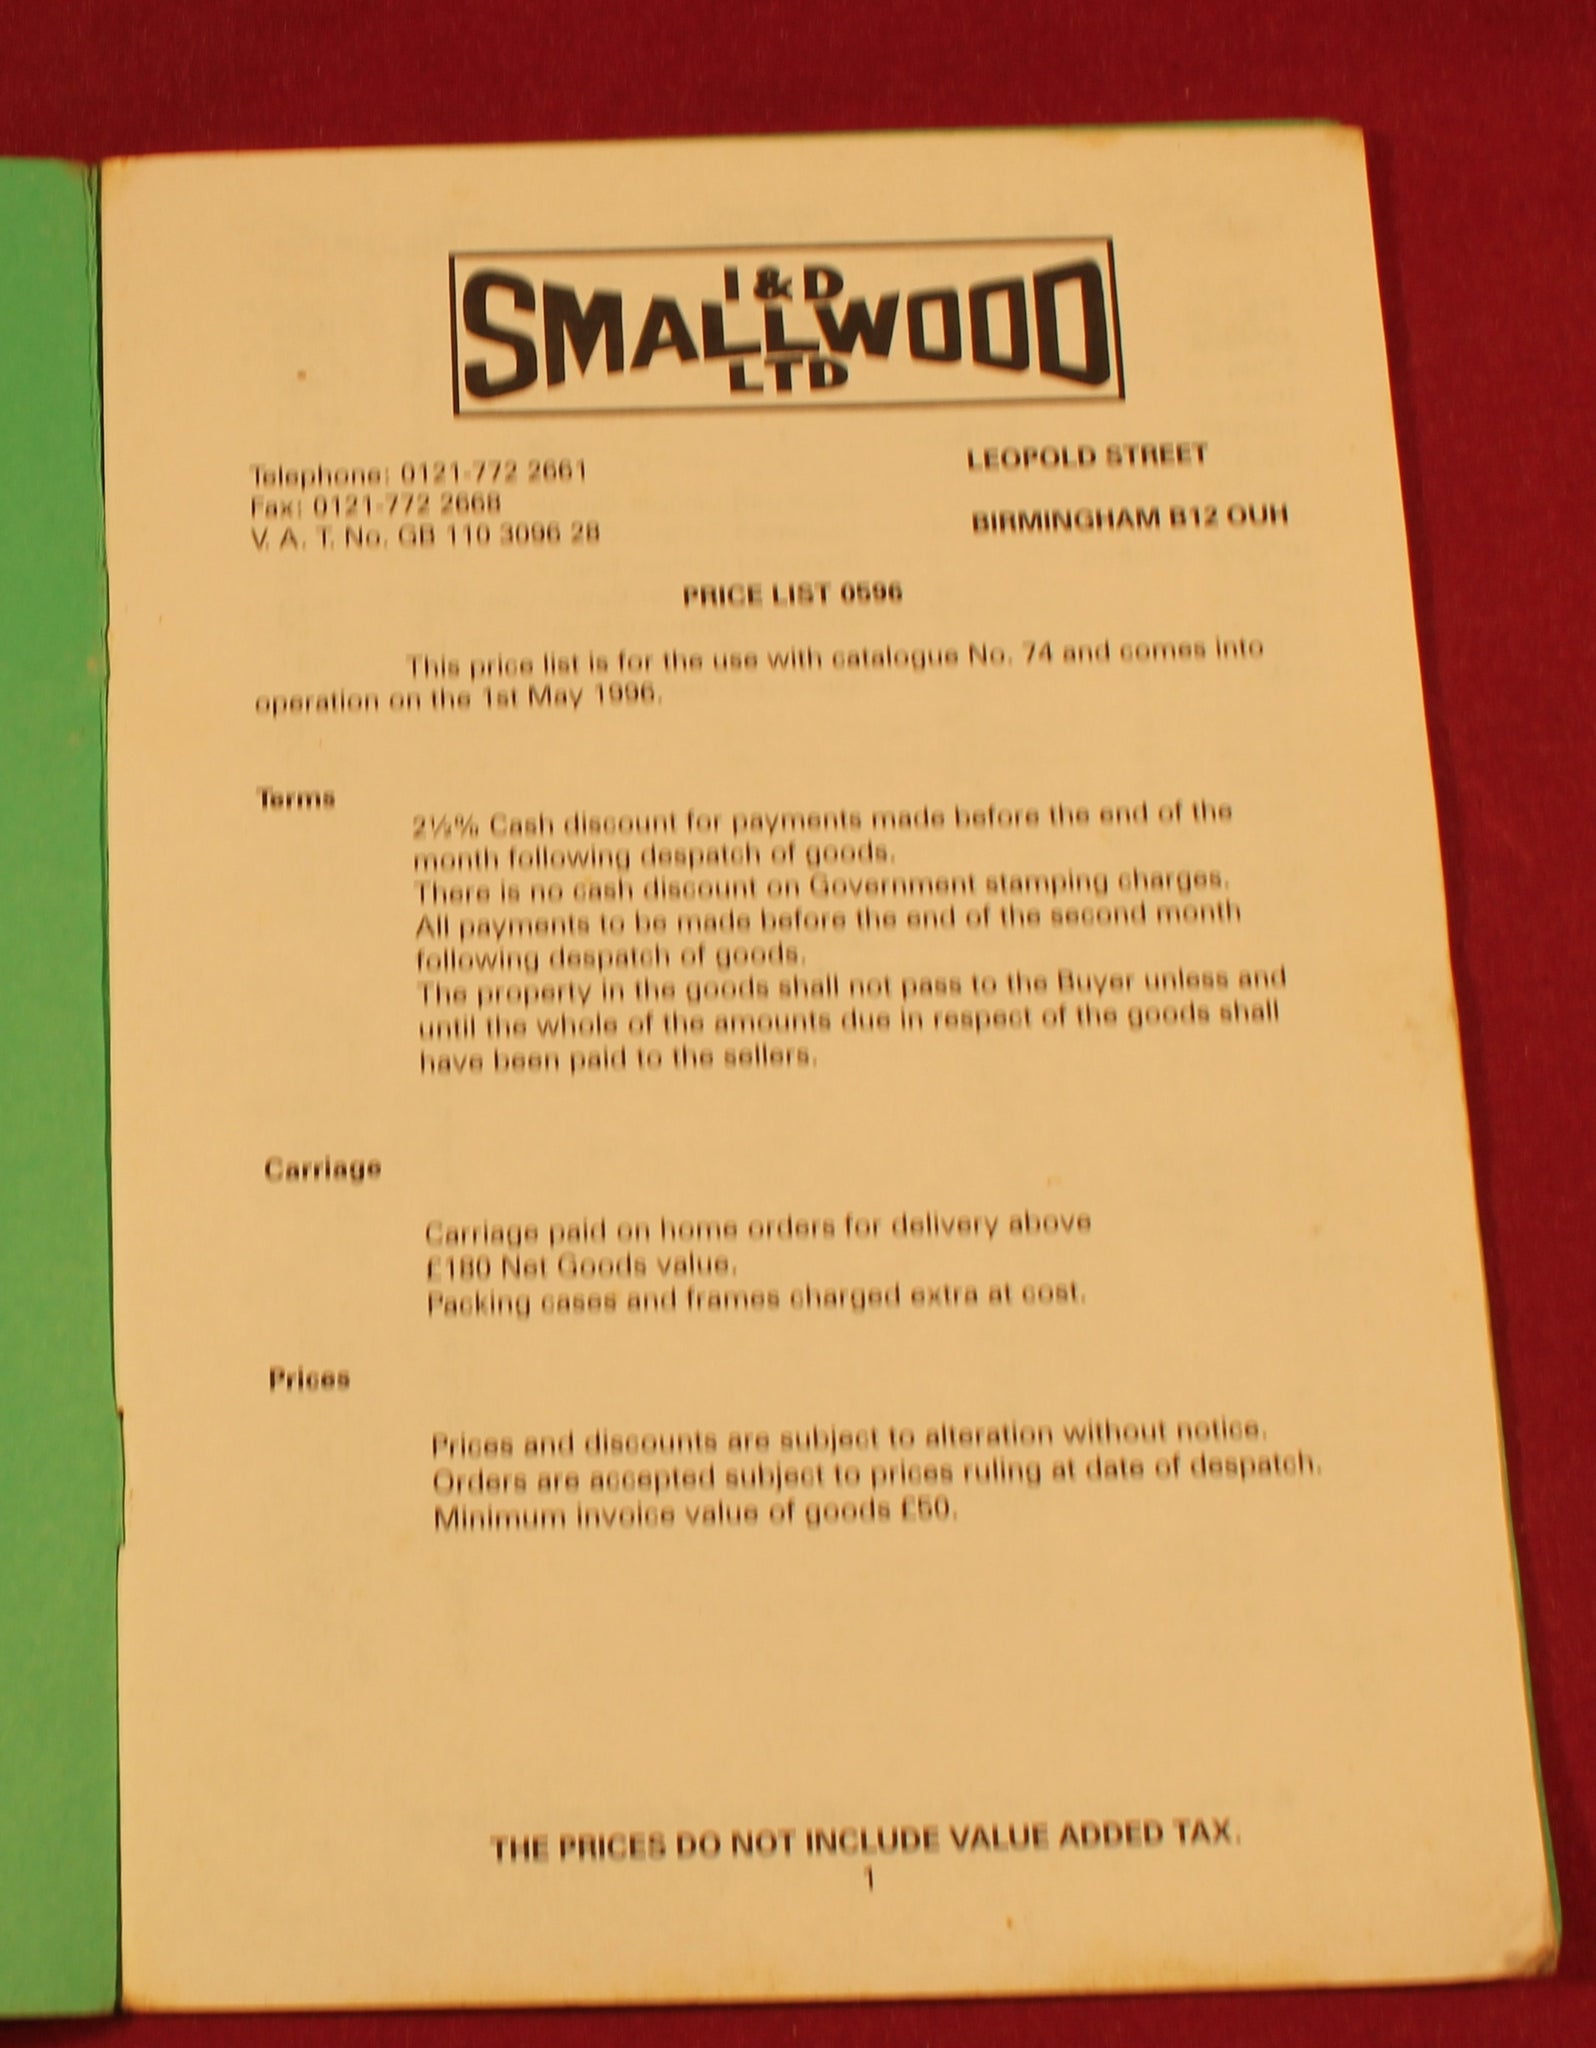 I & D
SMALLWOOD
LTD
Telephone: 0121-772 2661
Fax: 0121-772 2668
V. A. T. No. GB 110 3096 28
LEOPOLD STREET
BIRMINGHAM B12 OUH
PRICE LIST 0596
This price list is for the use with catalogue No. 74 and comes into
operation on the 1st May 1996.
Terms
2½% Cash discount for payments made before the end of the
month following despatch of goods.
There is no cash discount on Government stamping charges.
All payments to be made before the end of the second month
following despatch of goods.
The property in the goods shall not pass to the Buyer unless and
until the whole of the amounts due in respect of the goods shall
have been paid to the sellers.
Carriage
Carriage paid on home orders for delivery above
£180 Net Goods value.
Packing cases and frames charged extra at cost.
Prices
Prices and discounts are subject to alteration without notice.
Orders are accepted subject to prices ruling at date of despatch.
Minimum invoice value of goods £50.
THE PRICES DO NOT INCLUDE VALUE ADDED TAX.
1